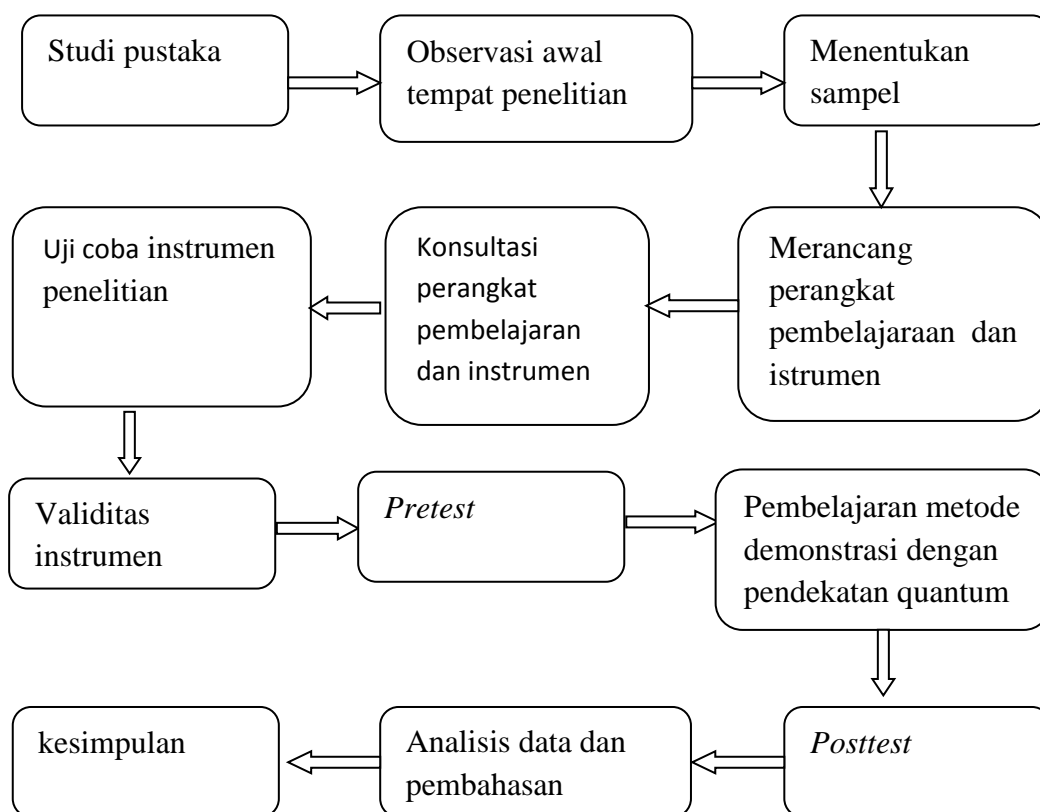 Studi pustaka
Observasi awal
tempat penelitian
Menentukan
sampel
Merancang
perangkat
pembelajaraan dan
istrumen
Konsultasi
perangkat
pembelajaran
dan instrumen
Uji coba instrumen
penelitian
Validitas
instrumen
Pretest
Pembelajaran metode
demonstrasi dengan
pendekatan quantum
Posttest
Analisis data dan
pembahasan
kesimpulan